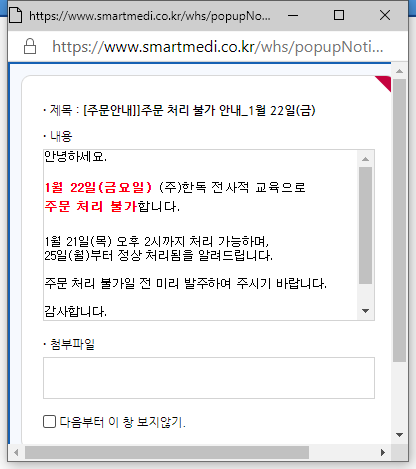 https://www.smartmedi.co.kr/whs/popupNo...
https://www.smartmedi.co.kr/whs/popupNoti...
· 제목 : [주문안내]]주문 처리 불가 안내_1월 22일(금)
· 내용
안녕하세요.
1월 22일(금요일) (주)한독 전사적 교육으로
주문 처리 불가합니다.
1월 21일(목) 오후 2시까지 처리 가능하며,
25일(월)부터 정상 처리됨을 알려드립니다.
주문 처리 불가일 전 미리 발주하여 주시기 바랍니다.
감사합니다.
· 첨부파일
다음부터 이 창 보지않기.